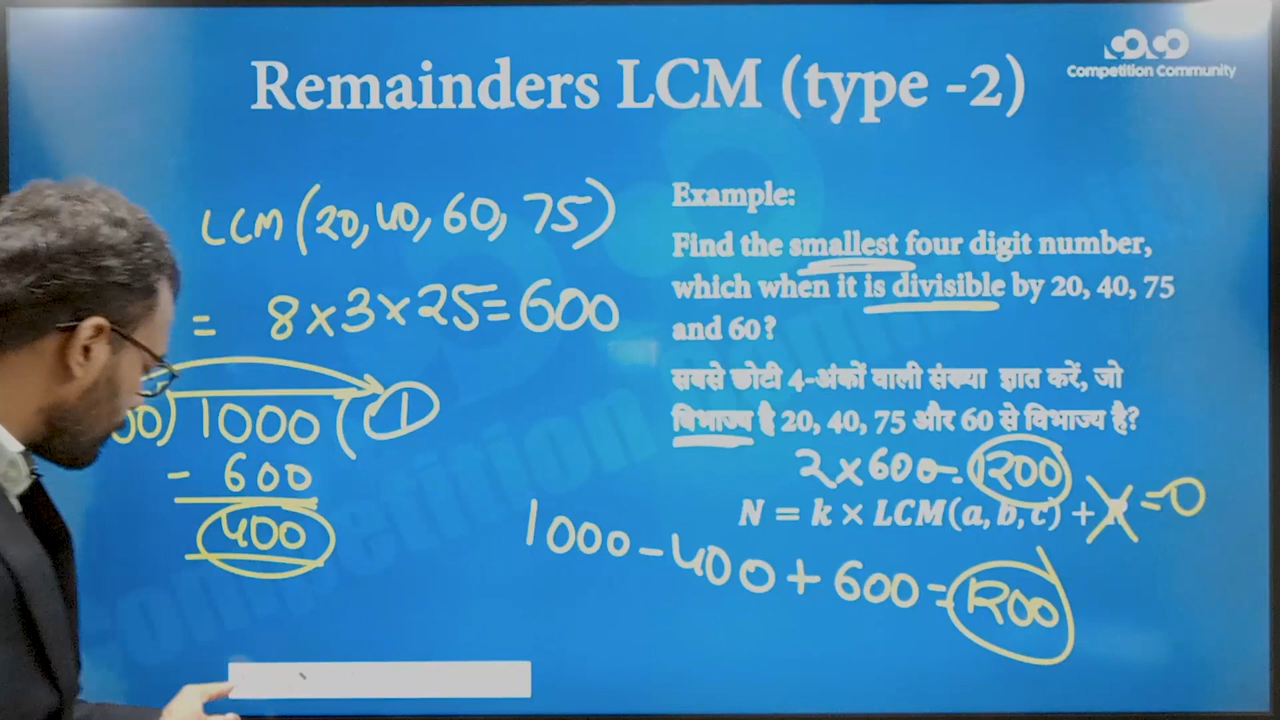 Competition Community
Remainders LCM (type -2)
LCM (20, 40, 60, 75)
= 8×3×25=600
00) 1000 ( 1
- 600
400
Example:
Find the smallest four digit number,
which when it is divisible by 20, 40, 75
and 60?
सबसे छोटी 4-अंकों वाली संख्या ज्ञात करें, जो
विभाज्य है 20, 40, 75 और 60 से विभाज्य है?
2×600=1200
N = k × LCM(a,b,c) + =0
1000-400+600=1200